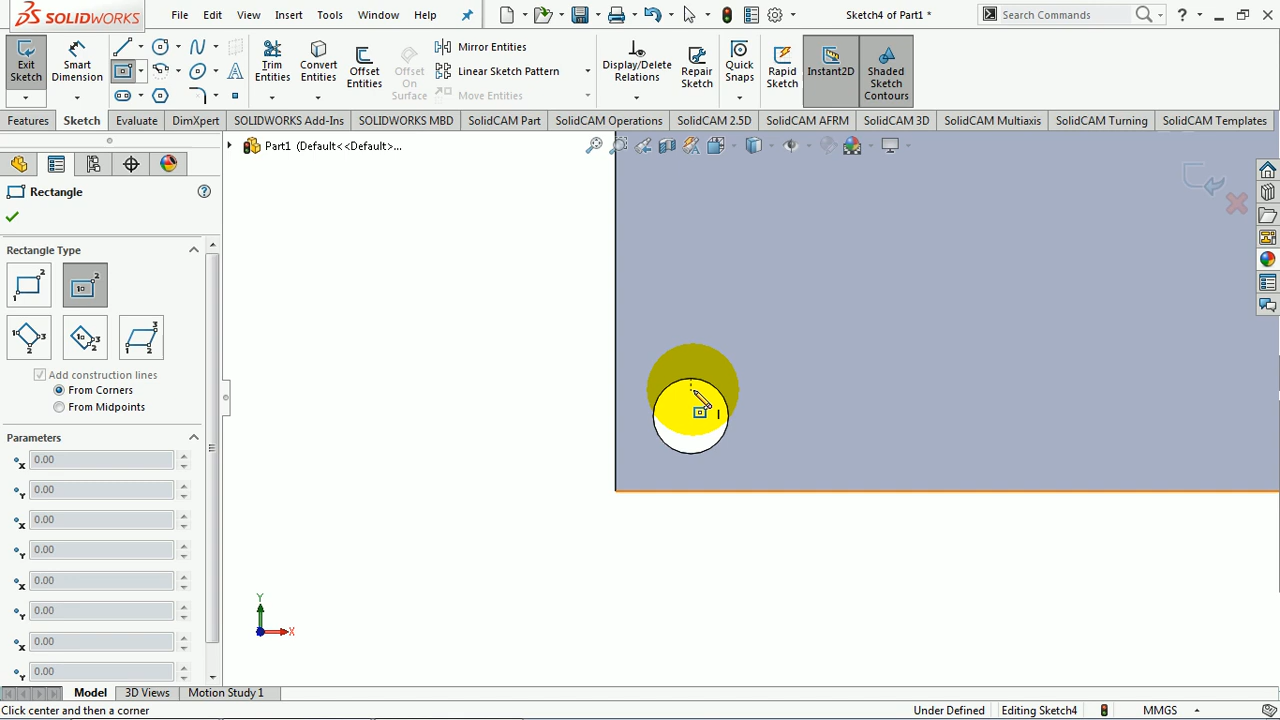 SOLIDWORKS File Edit View Insert Tools Window Help Sketch4 of Part1 * Search Commands ?
Exit Sketch Smart Dimension Trim Entities Convert Entities Offset Entities Offset On Surface Mirror Entities Linear Sketch Pattern Move Entities Display/Delete Relations Repair Sketch Quick Snaps Rapid Sketch Instant2D Shaded Sketch Contours
Features Sketch Evaluate DimXpert SOLIDWORKS Add-Ins SOLIDWORKS MBD SolidCAM Part SolidCAM Operations SolidCAM 2.5D SolidCAM AFRM SolidCAM 3D SolidCAM Multiaxis SolidCAM Turning SolidCAM Templates
Part1 (Default<<Default>...
Rectangle
Rectangle Type
Add construction lines
From Corners
From Midpoints
Parameters
0.00
0.00
0.00
0.00
0.00
0.00
0.00
0.00
Y
X
Model 3D Views Motion Study 1
Click center and then a corner Under Defined Editing Sketch4 MMGS